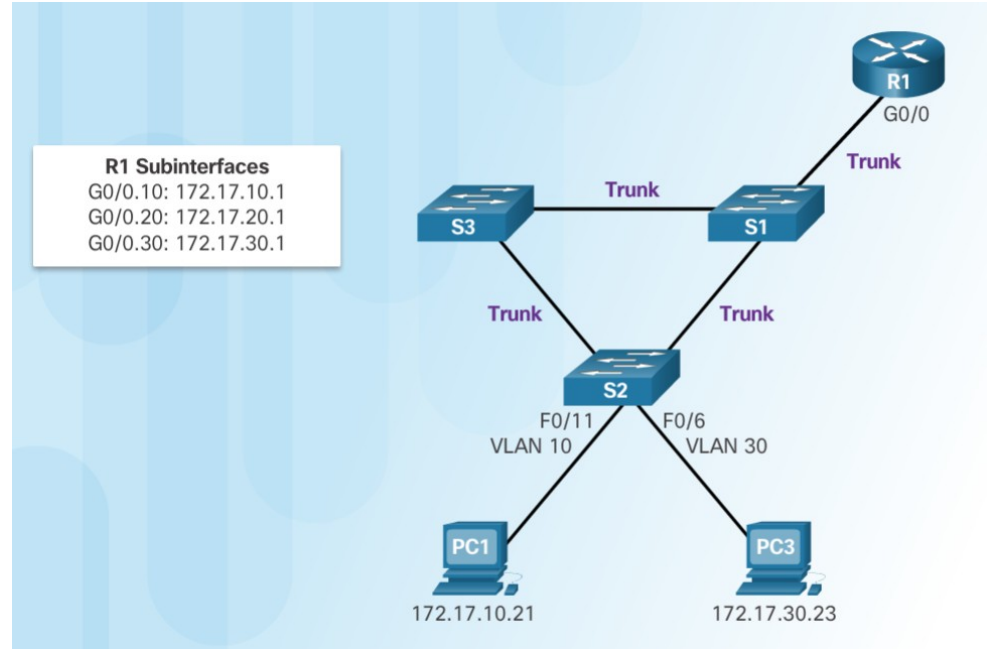 R1
G0/0
Trunk
R1 Subinterfaces
G0/0.10: 172.17.10.1
G0/0.20: 172.17.20.1
G0/0.30: 172.17.30.1
Trunk
S3
S1
Trunk
Trunk
S2
F0/11
F0/6
VLAN 10
VLAN 30
PC1
PC3
172.17.10.21
172.17.30.23